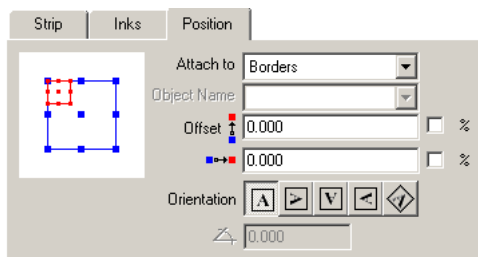 Strip Inks Position
Attach to Borders
Object Name
Offset 0.000 %
0.000 %
Orientation A A A A A
0.000